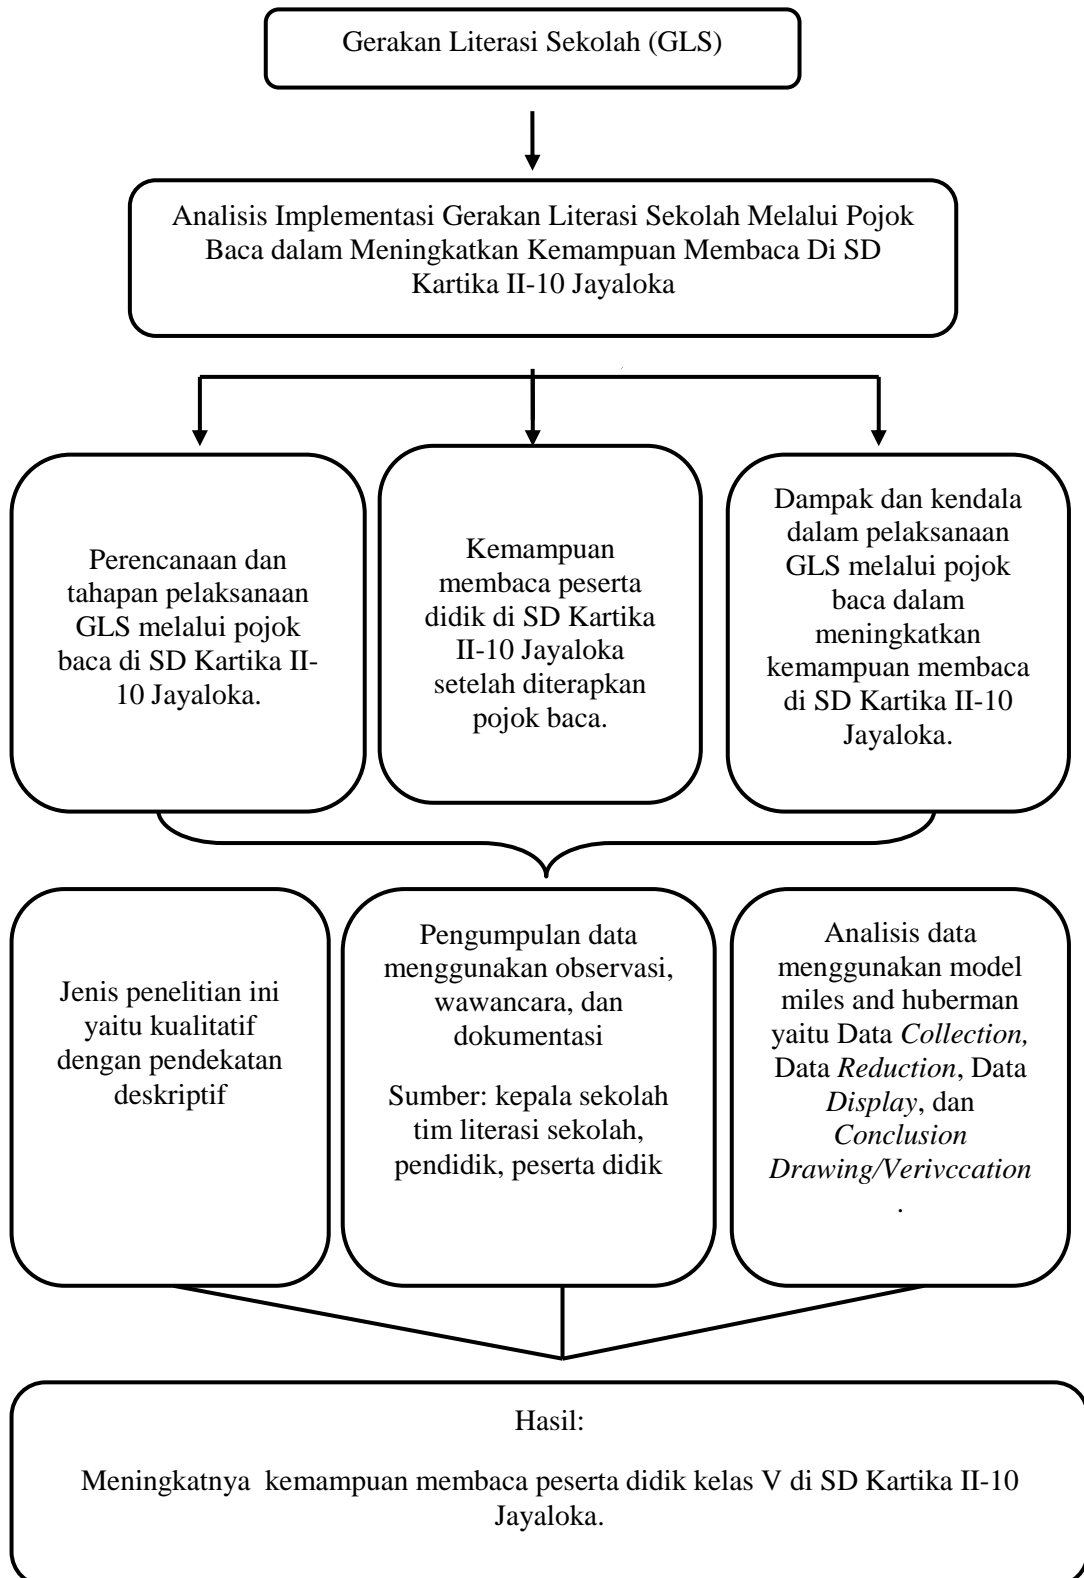 Gerakan Literasi Sekolah (GLS)
Analisis Implementasi Gerakan Literasi Sekolah Melalui Pojok
Baca dalam Meningkatkan Kemampuan Membaca Di SD
Kartika II-10 Jayaloka
Perencanaan dan
tahapan pelaksanaan
GLS melalui pojok
baca di SD Kartika II-
10 Jayaloka.
Kemampuan
membaca peserta
didik di SD Kartika
II-10 Jayaloka
setelah diterapkan
pojok baca.
Dampak dan kendala
dalam pelaksanaan
GLS melalui pojok
baca dalam
meningkatkan
kemampuan membaca
di SD Kartika II-10
Jayaloka.
Jenis penelitian ini
yaitu kualitatif
dengan pendekatan
deskriptif
Pengumpulan data
menggunakan observasi,
wawancara, dan
dokumentasi
Sumber: kepala sekolah
tim literasi sekolah,
pendidik, peserta didik
Analisis data
menggunakan model
miles and huberman
yaitu Data Collection,
Data Reduction, Data
Display, dan
Conclusion
Drawing/Verivccation
.
Hasil:
Meningkatnya kemampuan membaca peserta didik kelas V di SD Kartika II-10
Jayaloka.